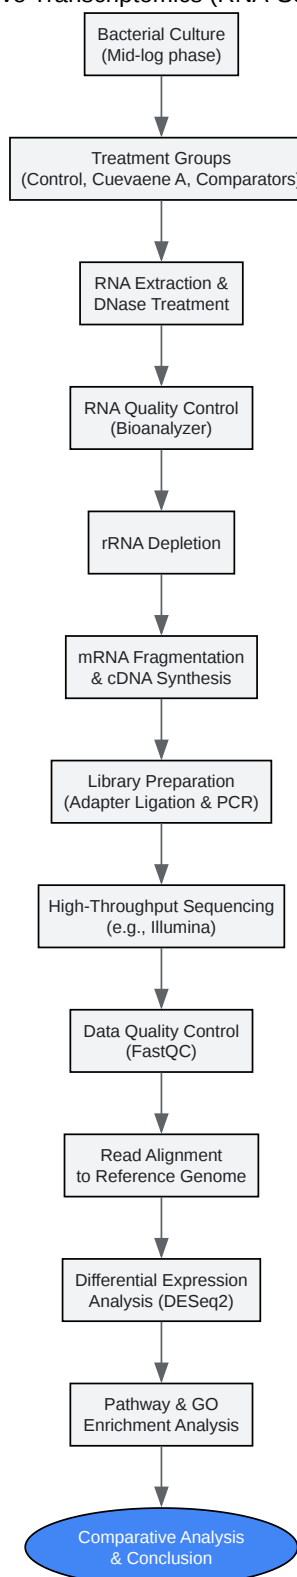 Transcriptomics (RNA-
Bacterial Culture
(Mid-log phase)
Treatment Groups
(Control, Cuevaene A, Comparators)
RNA Extraction &
DNase Treatment
RNA Quality Control
(Bioanalyzer)
rRNA Depletion
mRNA Fragmentation
& cDNA Synthesis
Library Preparation
(Adapter Ligation & PCR)
High-Throughput Sequencing
(e.g., Illumina)
Data Quality Control
(FastQC)
Read Alignment
to Reference Genome
Differential Expression
Analysis (DESeq2)
Pathway & GO
Enrichment Analysis
Comparative Analysis
& Conclusion